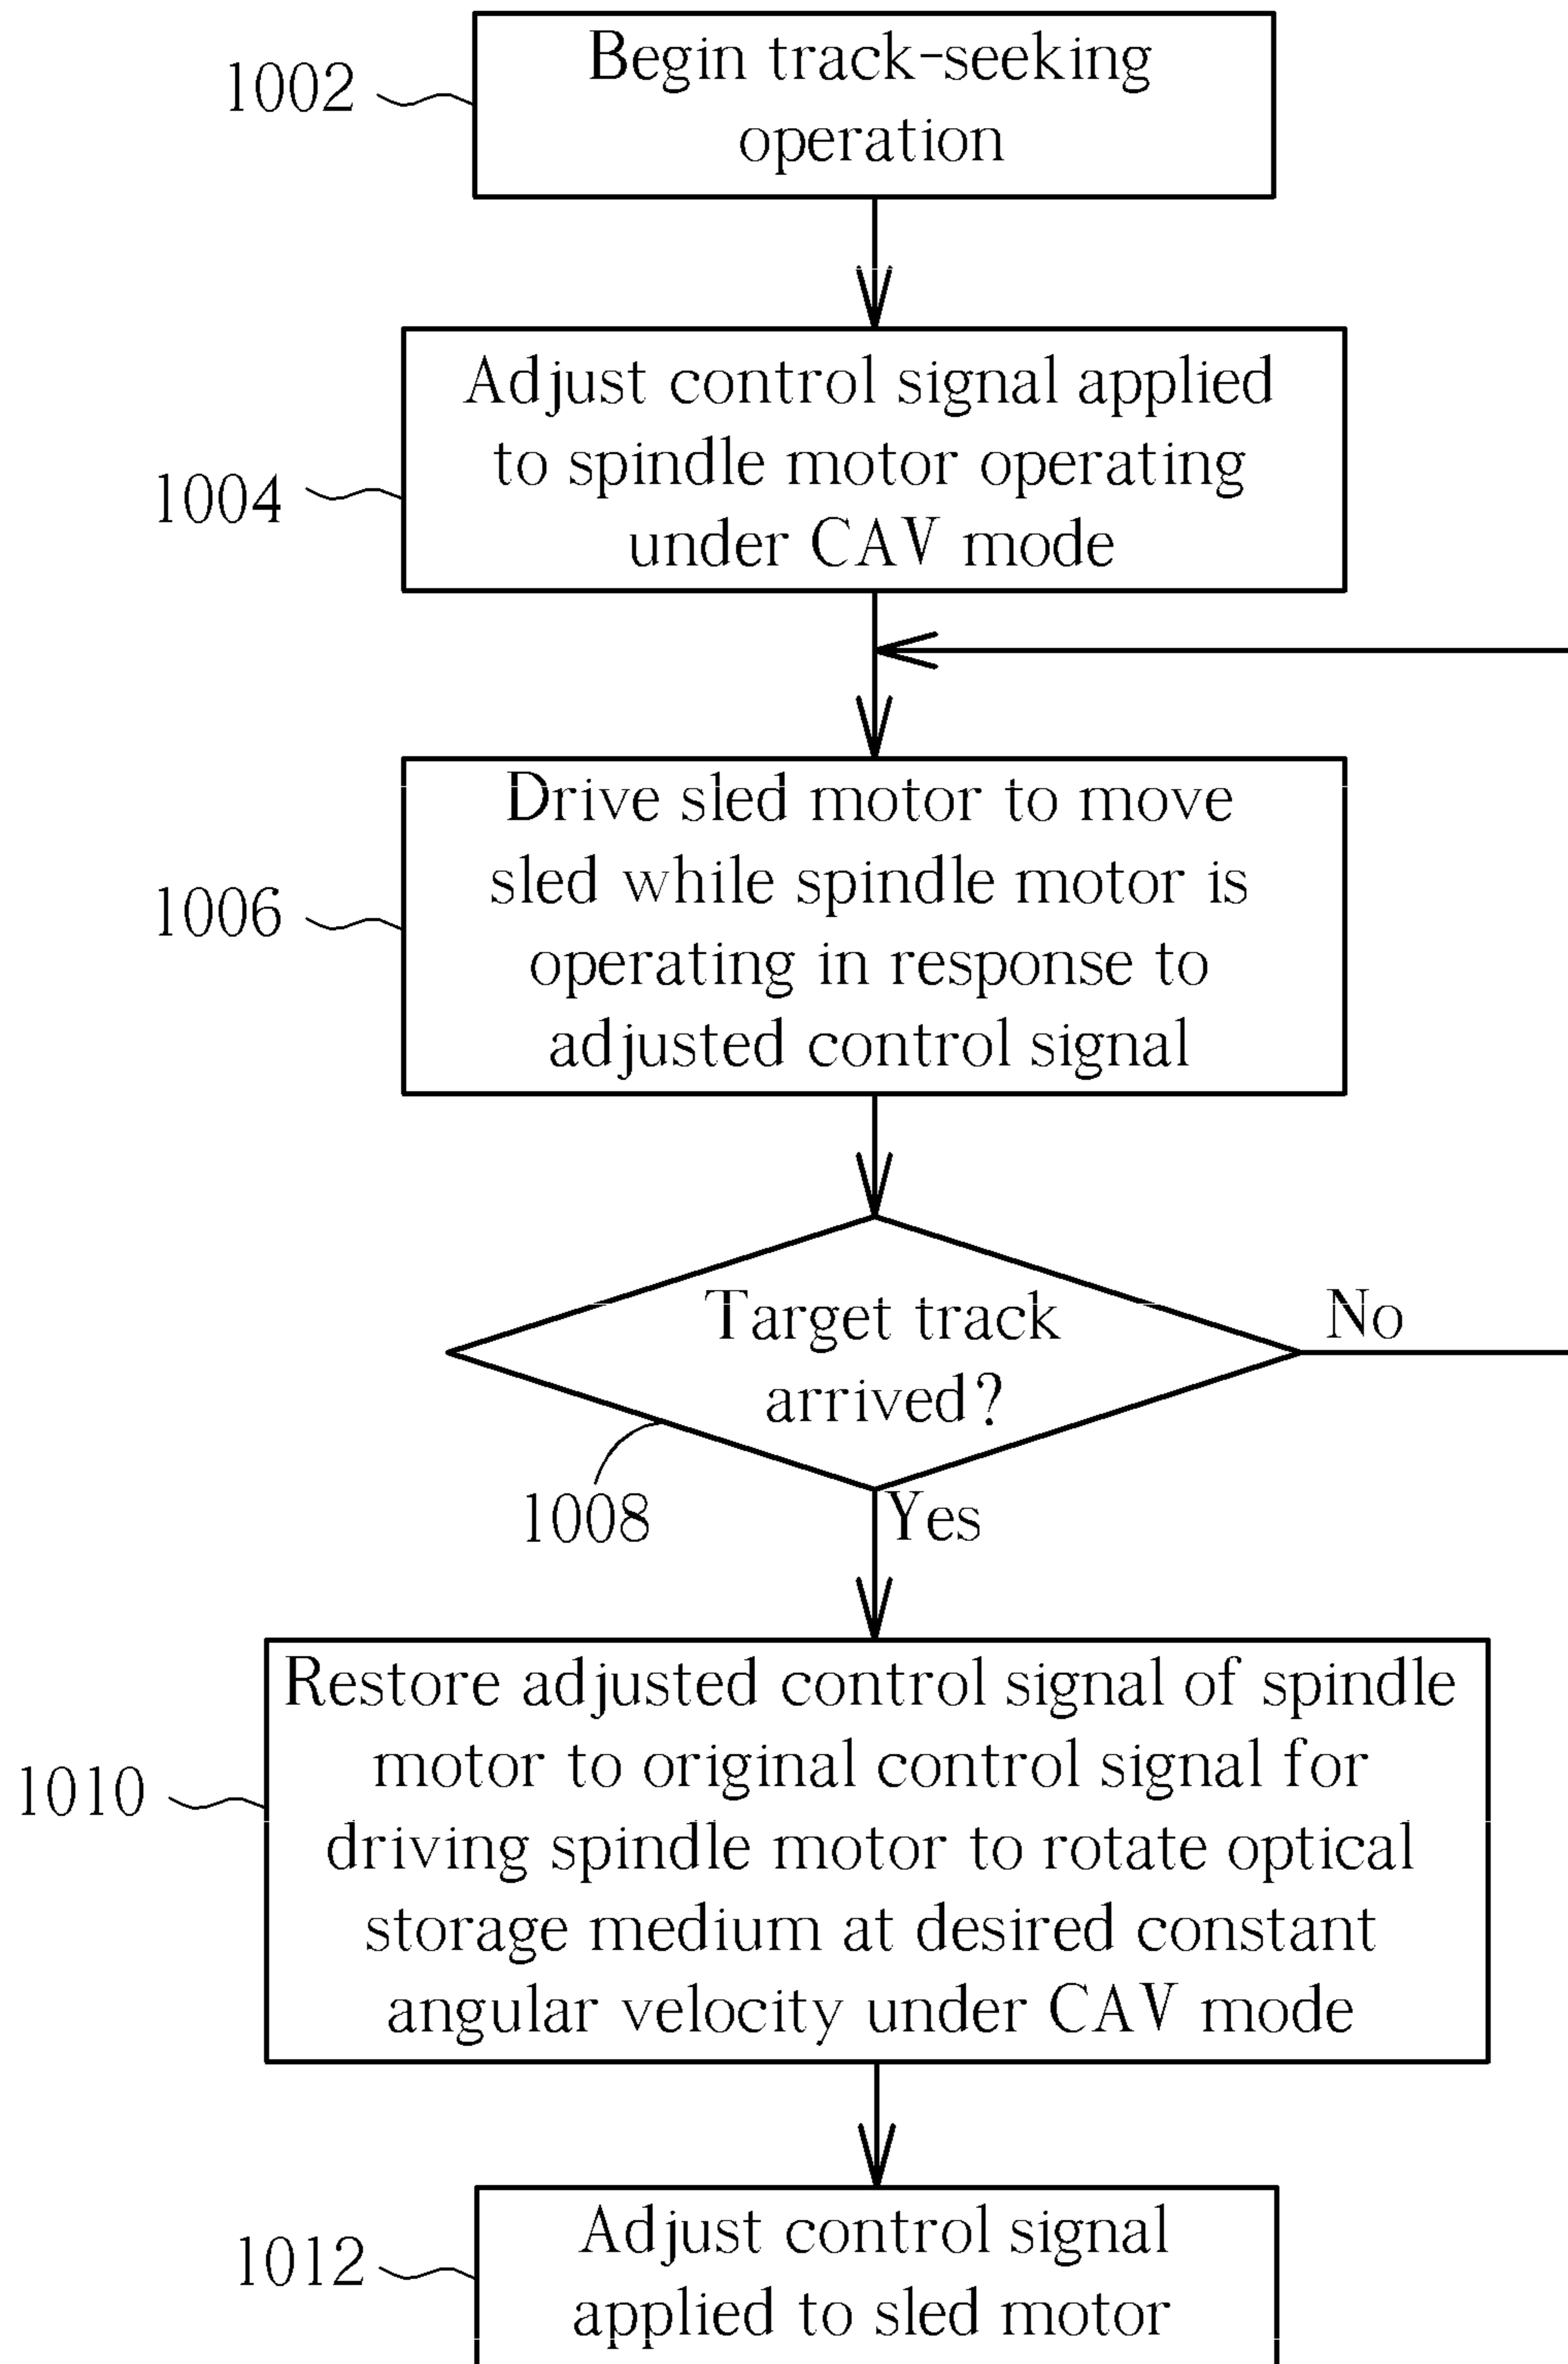 1002
Begin track-seeking
operation
1004
Adjust control signal applied
to spindle motor operating
under CAV mode
1006
Drive sled motor to move
sled while spindle motor is
operating in response to
adjusted control signal
Target track
arrived?
No
1008
Yes
1010
Restore adjusted control signal of spindle
motor to original control signal for
driving spindle motor to rotate optical
storage medium at desired constant
angular velocity under CAV mode
1012
Adjust control signal
applied to sled motor